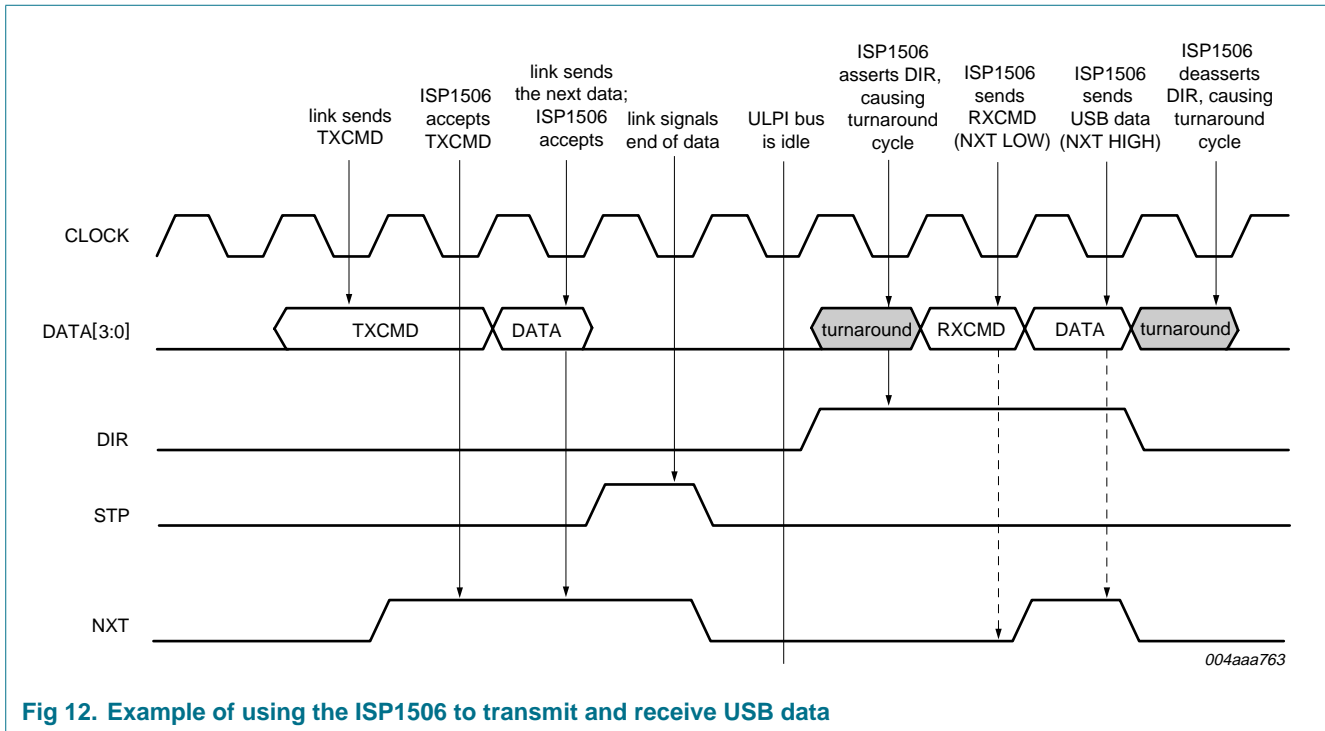 link sends
TXCMD
ISP1506
accepts
TXCMD
link sends
the next data;
ISP1506
accepts
link signals
end of data
ULPI bus
is idle
ISP1506
asserts DIR,
causing
turnaround
cycle
ISP1506
sends
RXCMD
(NXT LOW)
ISP1506
sends
USB data
(NXT HIGH)
ISP1506
deasserts
DIR, causing
turnaround
cycle
CLOCK
DATA[3:0]
TXCMD
DATA
turnaround
RXCMD
DATA
turnaround
DIR
STP
NXT
004aaa763
Fig 12. Example of using the ISP1506 to transmit and receive USB data